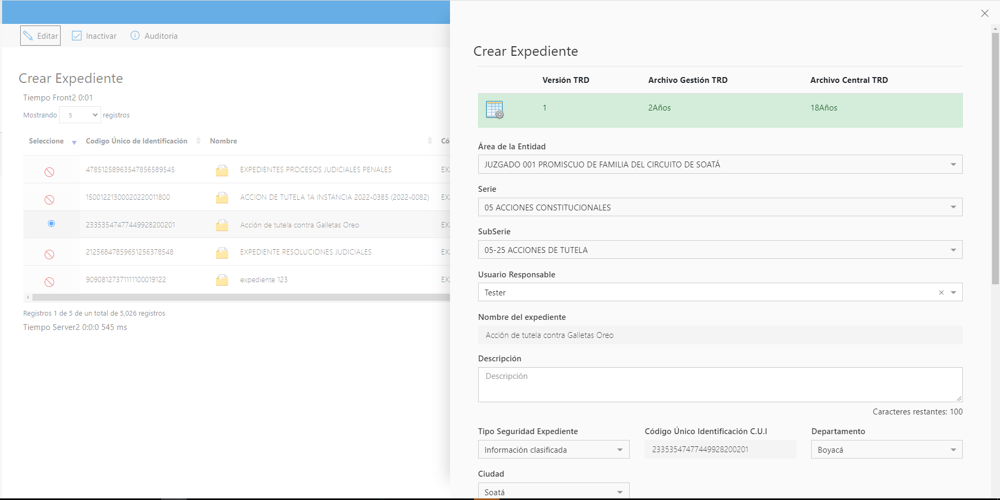 Editar Inactivar Auditoria
Crear Expediente
Tiempo Front2 0:01
Mostrando 5 registros
Seleccione Codigo Único de Identificación Nombre Có
47851258963547856589545 EXPEDIENTES PROCESOS JUDICIALES PENALES EX
15001221300020220011800 ACCION DE TUTELA 1A INSTANCIA 2022-0385 (2022-0082) EX
23353547477449928200201 Acción de tutela contra Galletas Oreo EX
21256847859651256378548 EXPEDIENTE RESOLUCIONES JUDICIALES EX
90908127371111100019122 expediente 123 EX
Registros 1 de 5 de un total de 5,026 registros
Tiempo Server2 0:0:0 545 ms
Crear Expediente
Versión TRD Archivo Gestión TRD Archivo Central TRD
1 2Años 18Años
Área de la Entidad
JUZGADO 001 PROMISCUO DE FAMILIA DEL CIRCUITO DE SOATÁ
Serie
05 ACCIONES CONSTITUCIONALES
SubSerie
05-25 ACCIONES DE TUTELA
Usuario Responsable
Tester
Nombre del expediente
Acción de tutela contra Galletas Oreo
Descripción
Descripción
Caracteres restantes: 100
Tipo Seguridad Expediente Código Único Identificación C.U.I Departamento
Información clasificada 23353547477449928200201 Boyacá
Ciudad
Soatá